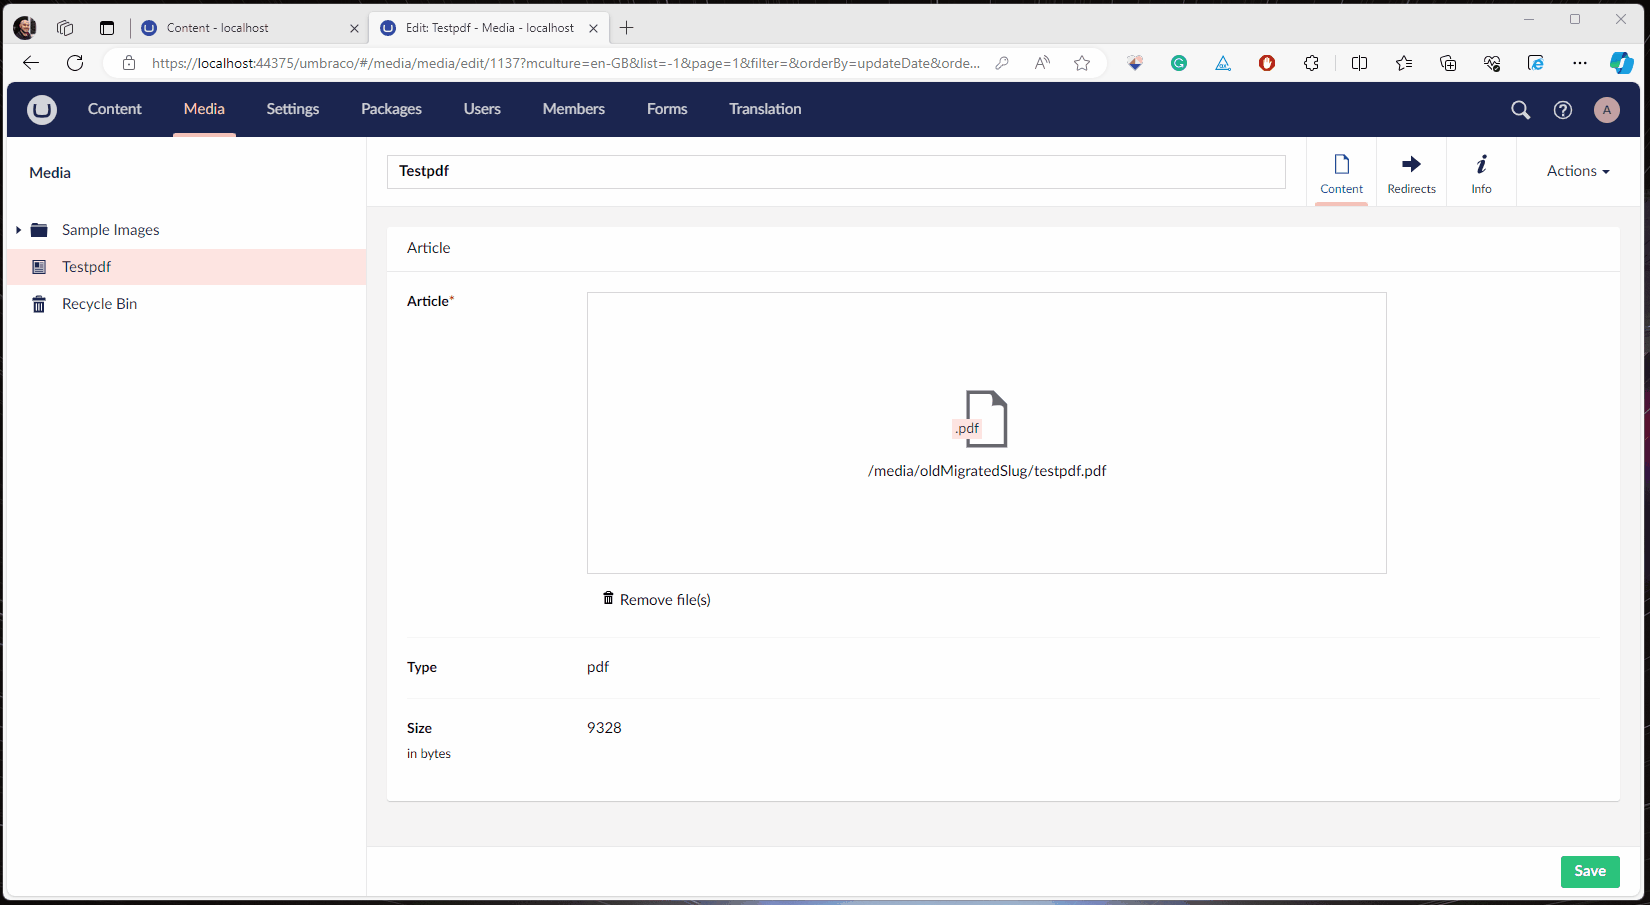 Content - localhost
Edit: Testpdf - Media - localhost
https://localhost:44375/umbraco/#/media/media/edit/1137?mculture=en-GB&list=-1&page=1&filter=&orderBy=updateDate&orde...
Content Media Settings Packages Users Members Forms Translation
A
Media
Testpdf
Content
Redirects
Info
Actions
Sample Images
Testpdf
Recycle Bin
Article
Article*
.pdf
/media/oldMigratedSlug/testpdf.pdf
Remove file(s)
Type
pdf
Size
9328
in bytes
Save